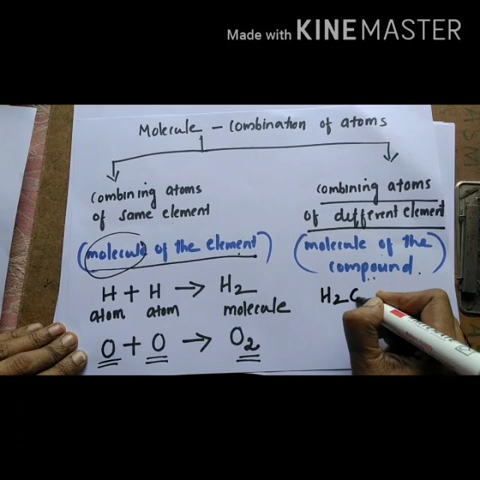 Made with KINEMASTER
Molecule - combination of atoms
combining atoms
of same element
(molecule of the element)
H + H → H2
atom atom molecule
O + O → O2
combining atoms
of different element
(molecule of the
compound)
H2